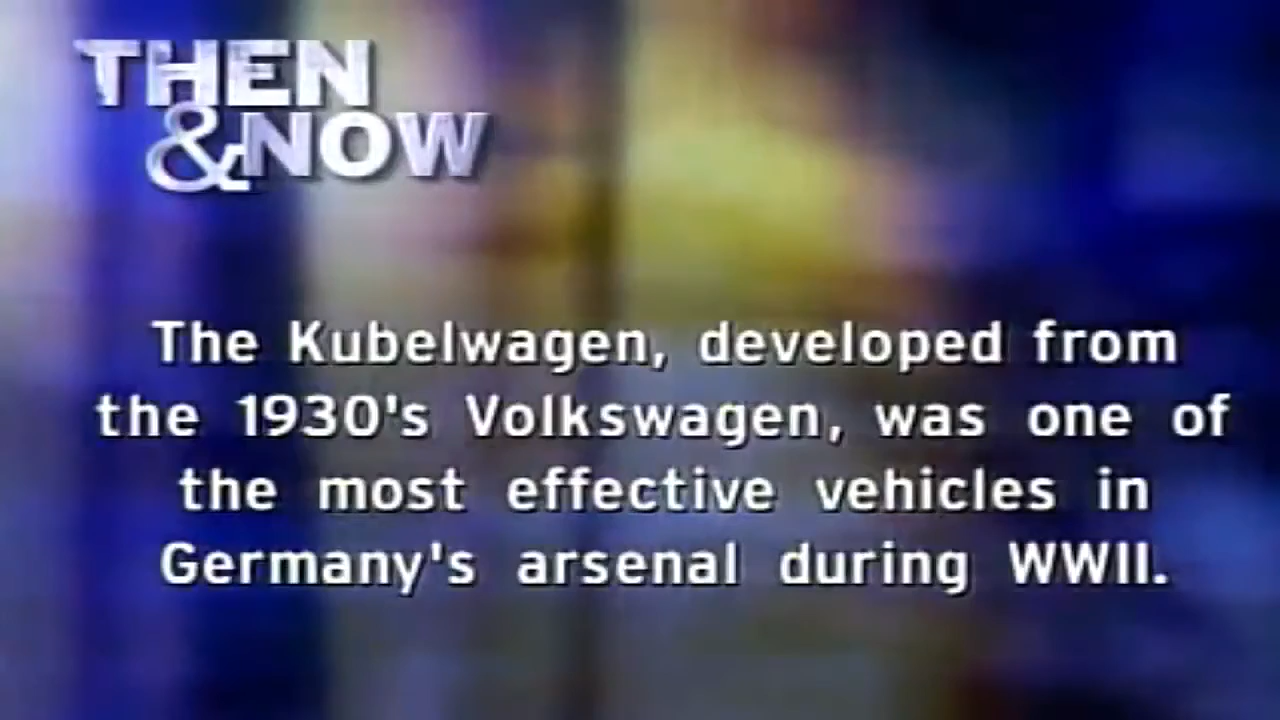 THEN
&NOW
The Kubelwagen, developed from
the 1930's Volkswagen, was one of
the most effective vehicles in
Germany's arsenal during WWII.